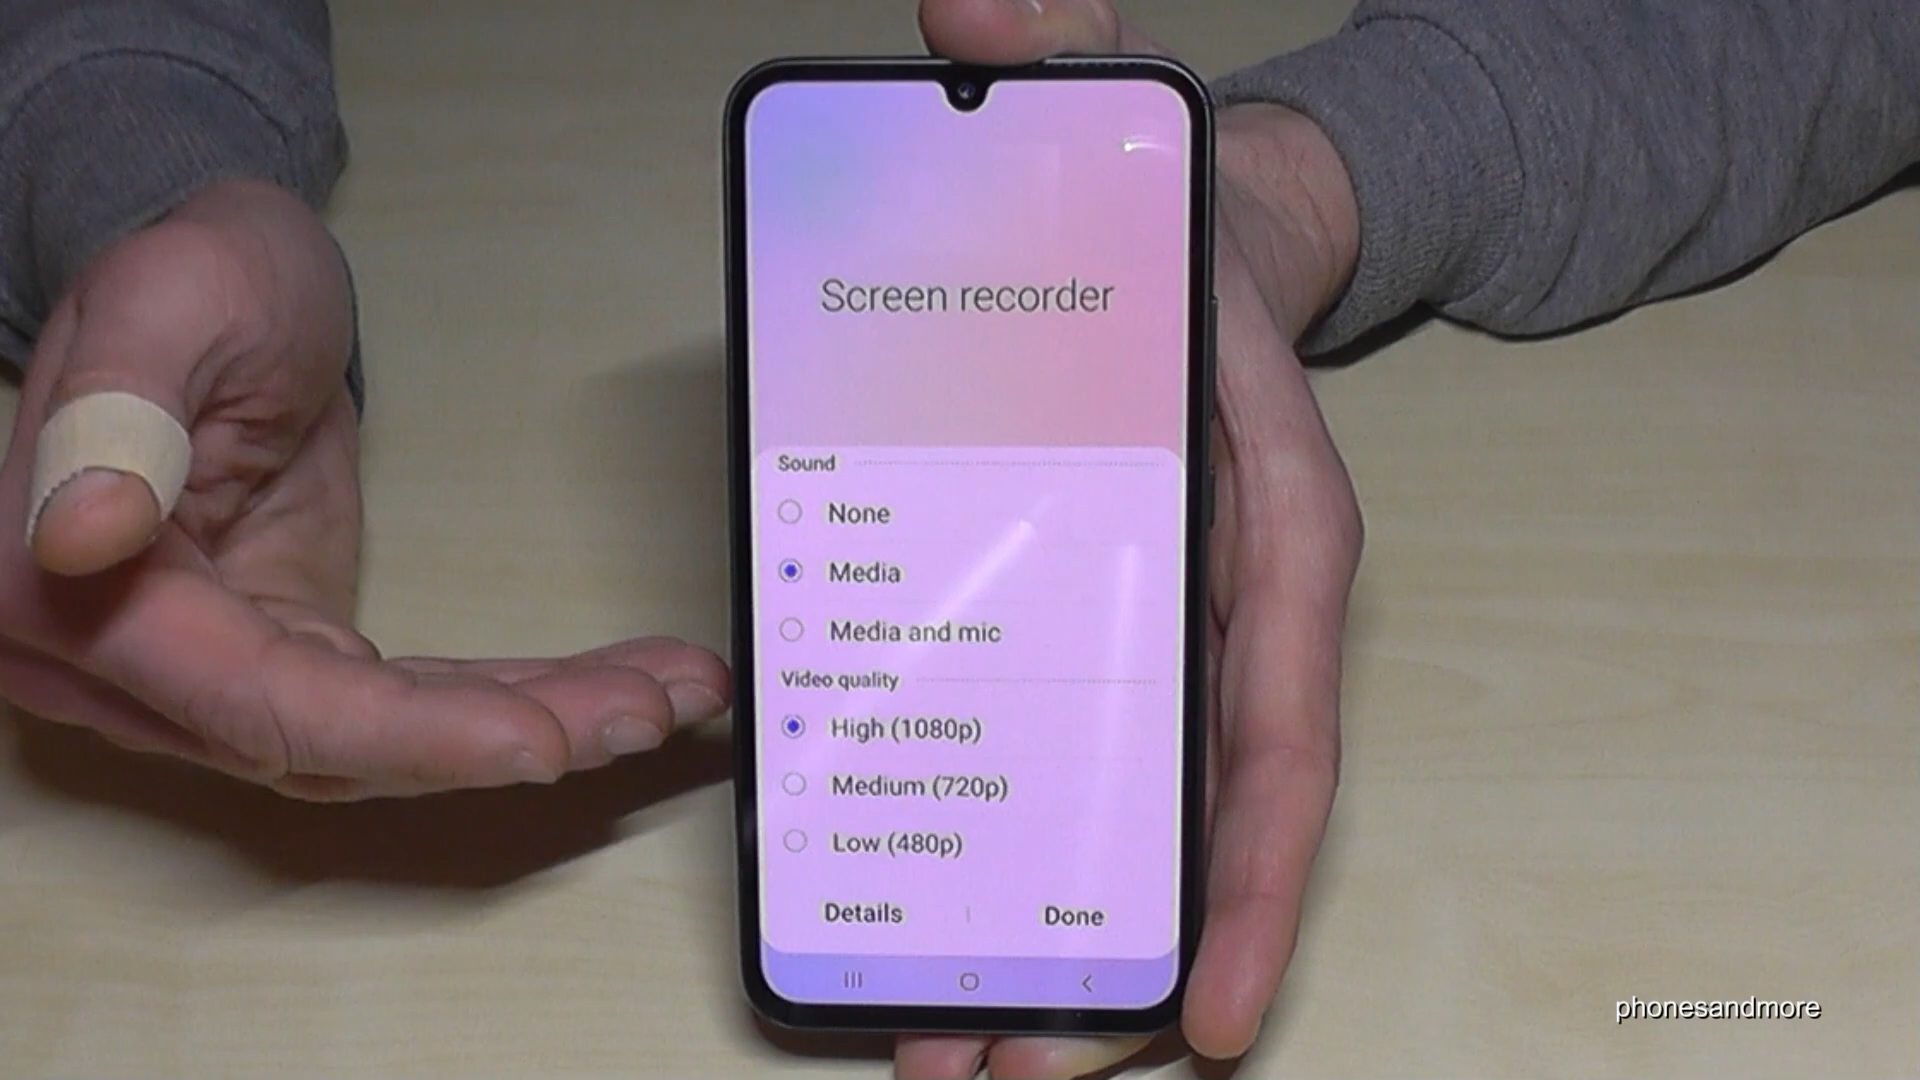 Screen recorder
Sound
None
Media
Media and mic
Video quality
High (1080p)
Medium (720p)
Low (480p)
Details
Done
phonesandmore